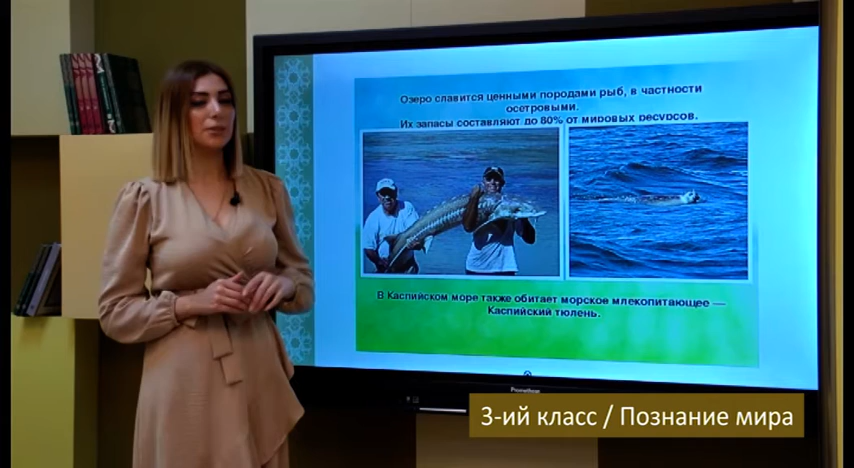 Озеро славится ценными породами рыб, в частности
осетровыми.
Их запасы составляют до 80% от мировых ресурсов.
В Каспийском море также обитает морское млекопитающее —
Каспийский тюлень.
Promethean
3-ий класс / Познание мира